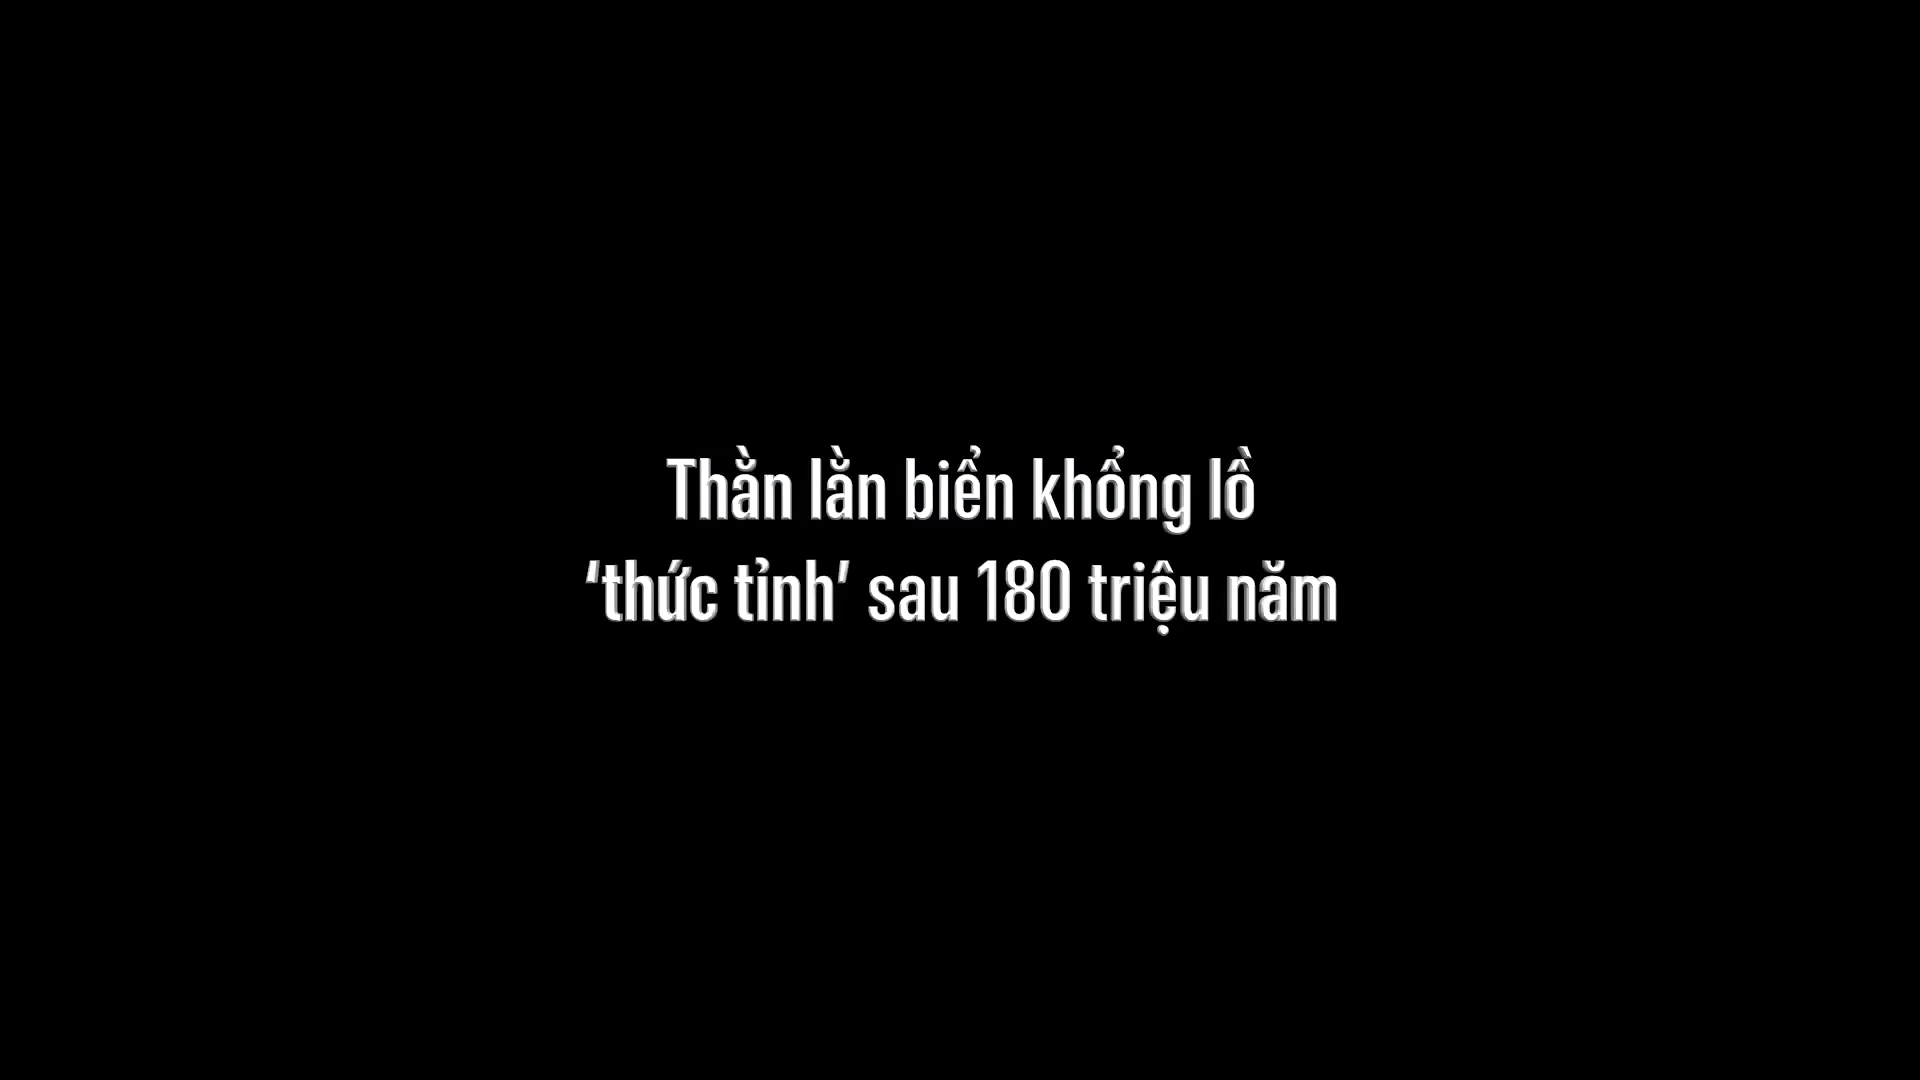 Thằn lằn biển khổng lồ
‘thức tỉnh’ sau 180 triệu năm